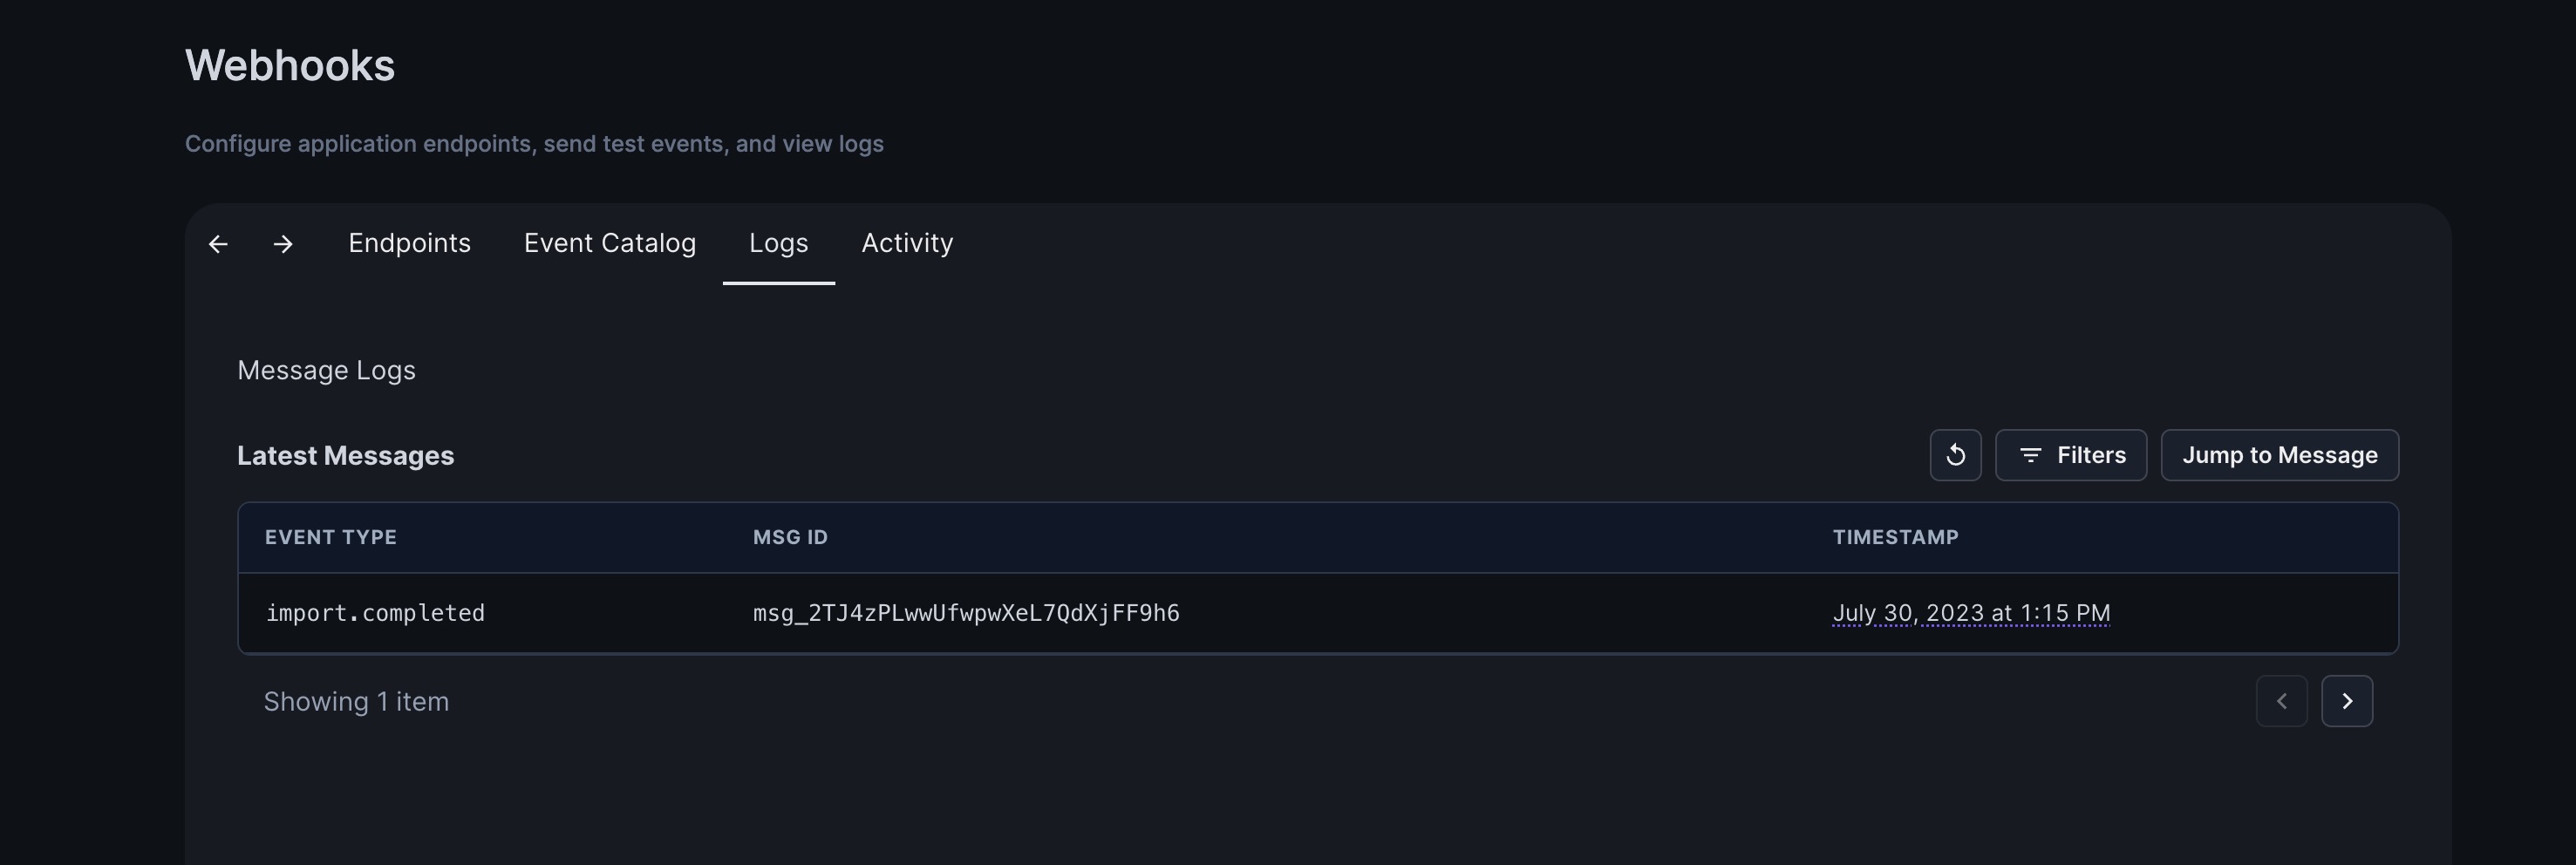 Webhooks
Configure application endpoints, send test events, and view logs
Endpoints Event Catalog Logs Activity
Message Logs
Latest Messages Filters Jump to Message
EVENT TYPE MSG ID TIMESTAMP
import.completed msg_2TJ4zPLwwUfwpwXeL7QdXjFF9h6 July 30, 2023 at 1:15 PM
Showing 1 item